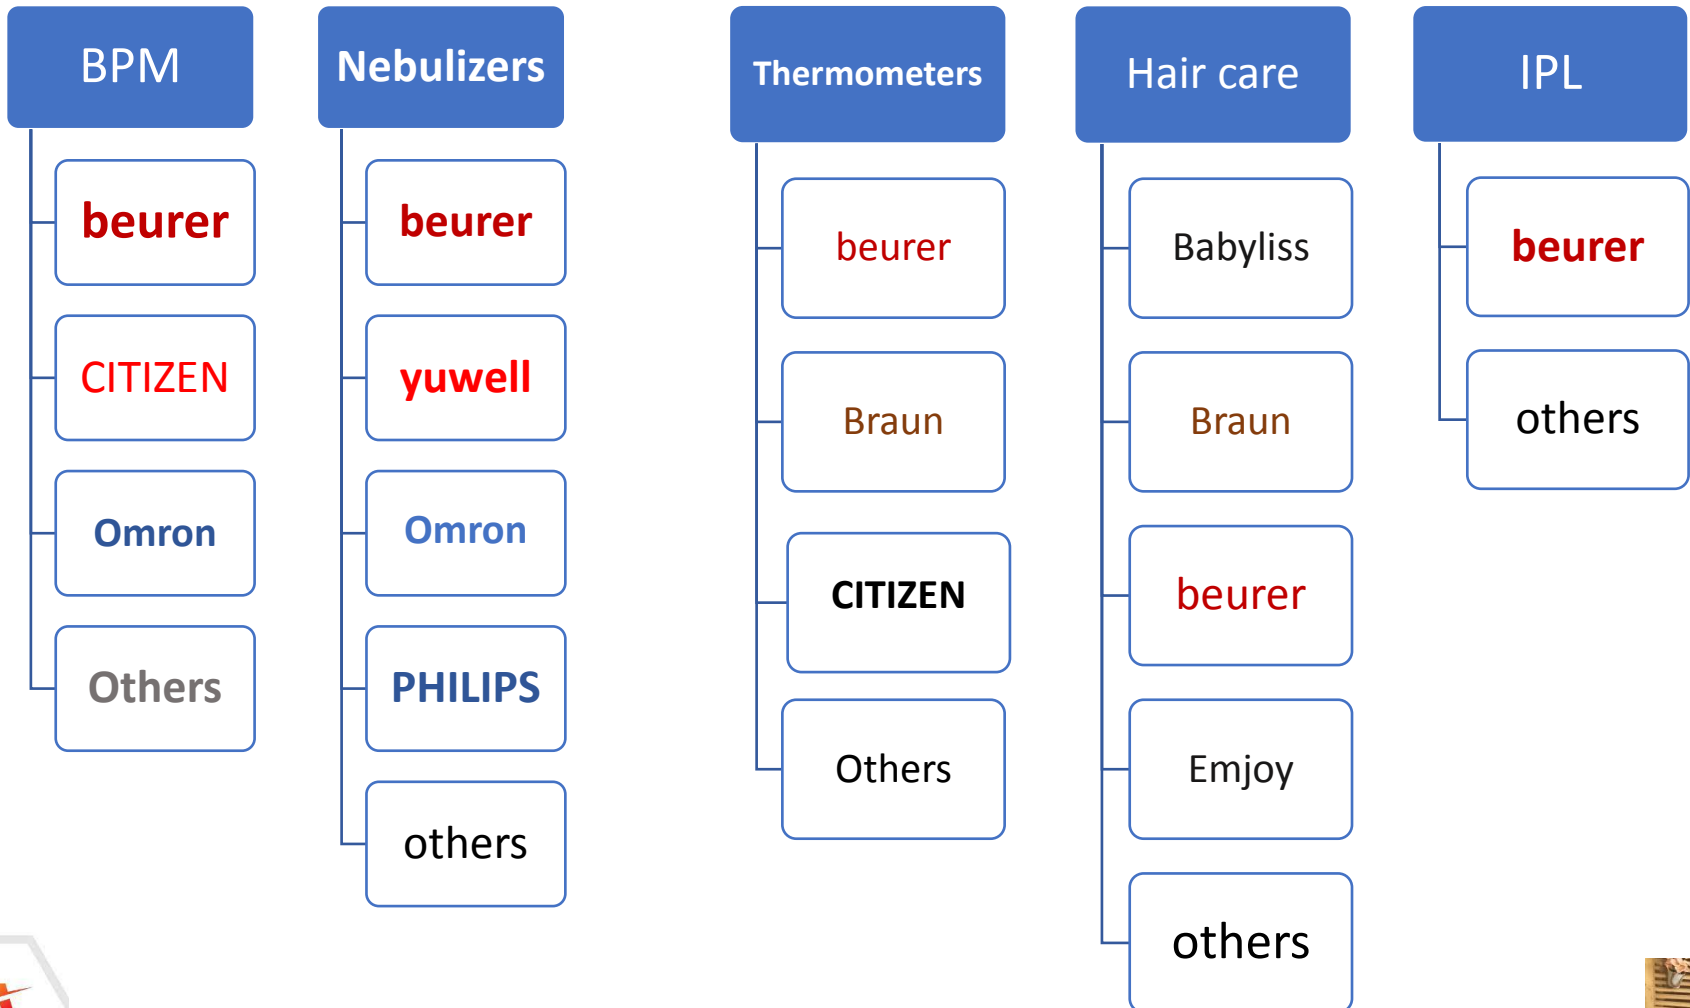 BPM
beurer
CITIZEN
Omron
Others
Nebulizers
beurer
yuwell
Omron
PHILIPS
others
Thermometers
beurer
Braun
CITIZEN
Others
Hair care
Babyliss
Braun
beurer
Emjoy
others
IPL
beurer
others